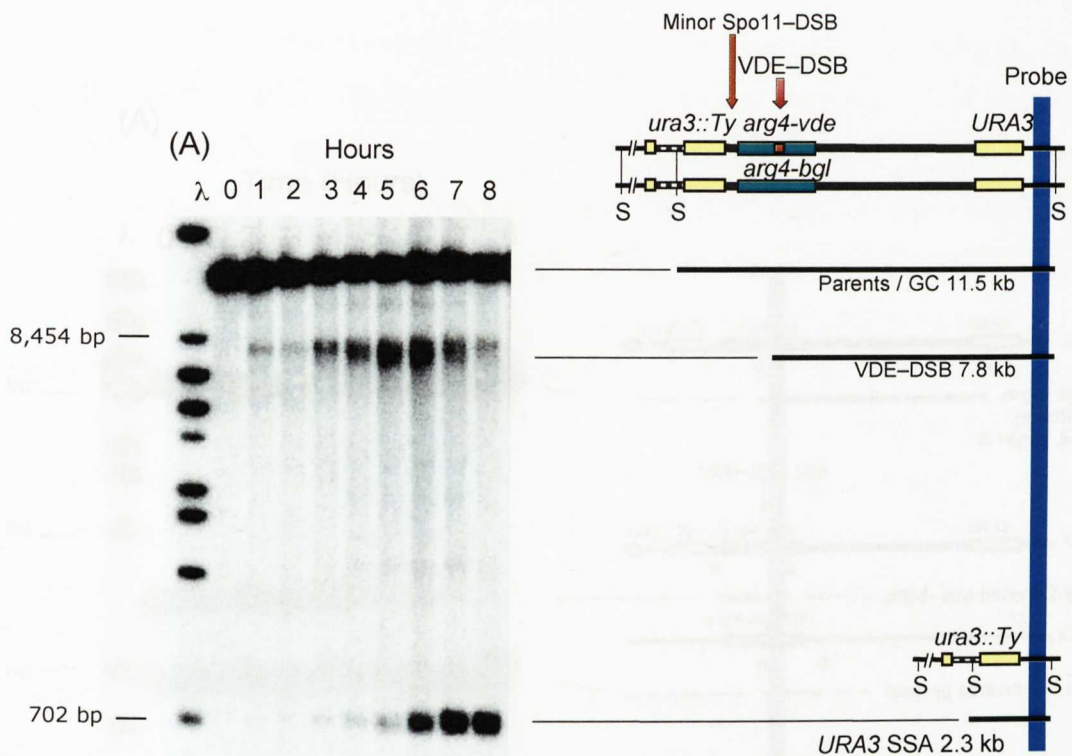 Minor Spo11–DSB
VDE–DSB
Probe
ura3::Ty arg4-vde URA3
arg4-bgl
S S S
(A) Hours
λ 0 1 2 3 4 5 6 7 8
Parents / GC 11.5 kb
8,454 bp
VDE–DSB 7.8 kb
ura3::Ty
S S S
702 bp
URA3 SSA 2.3 kb